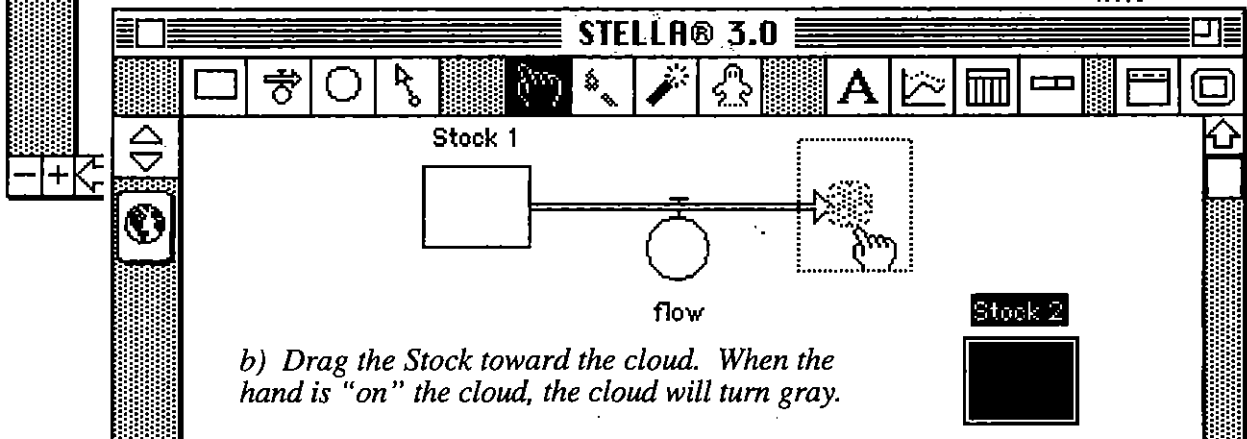 STELLA® 3.0
A
Stock 1
flow
Stock 2
b) Drag the Stock toward the cloud. When the
hand is “on” the cloud, the cloud will turn gray.